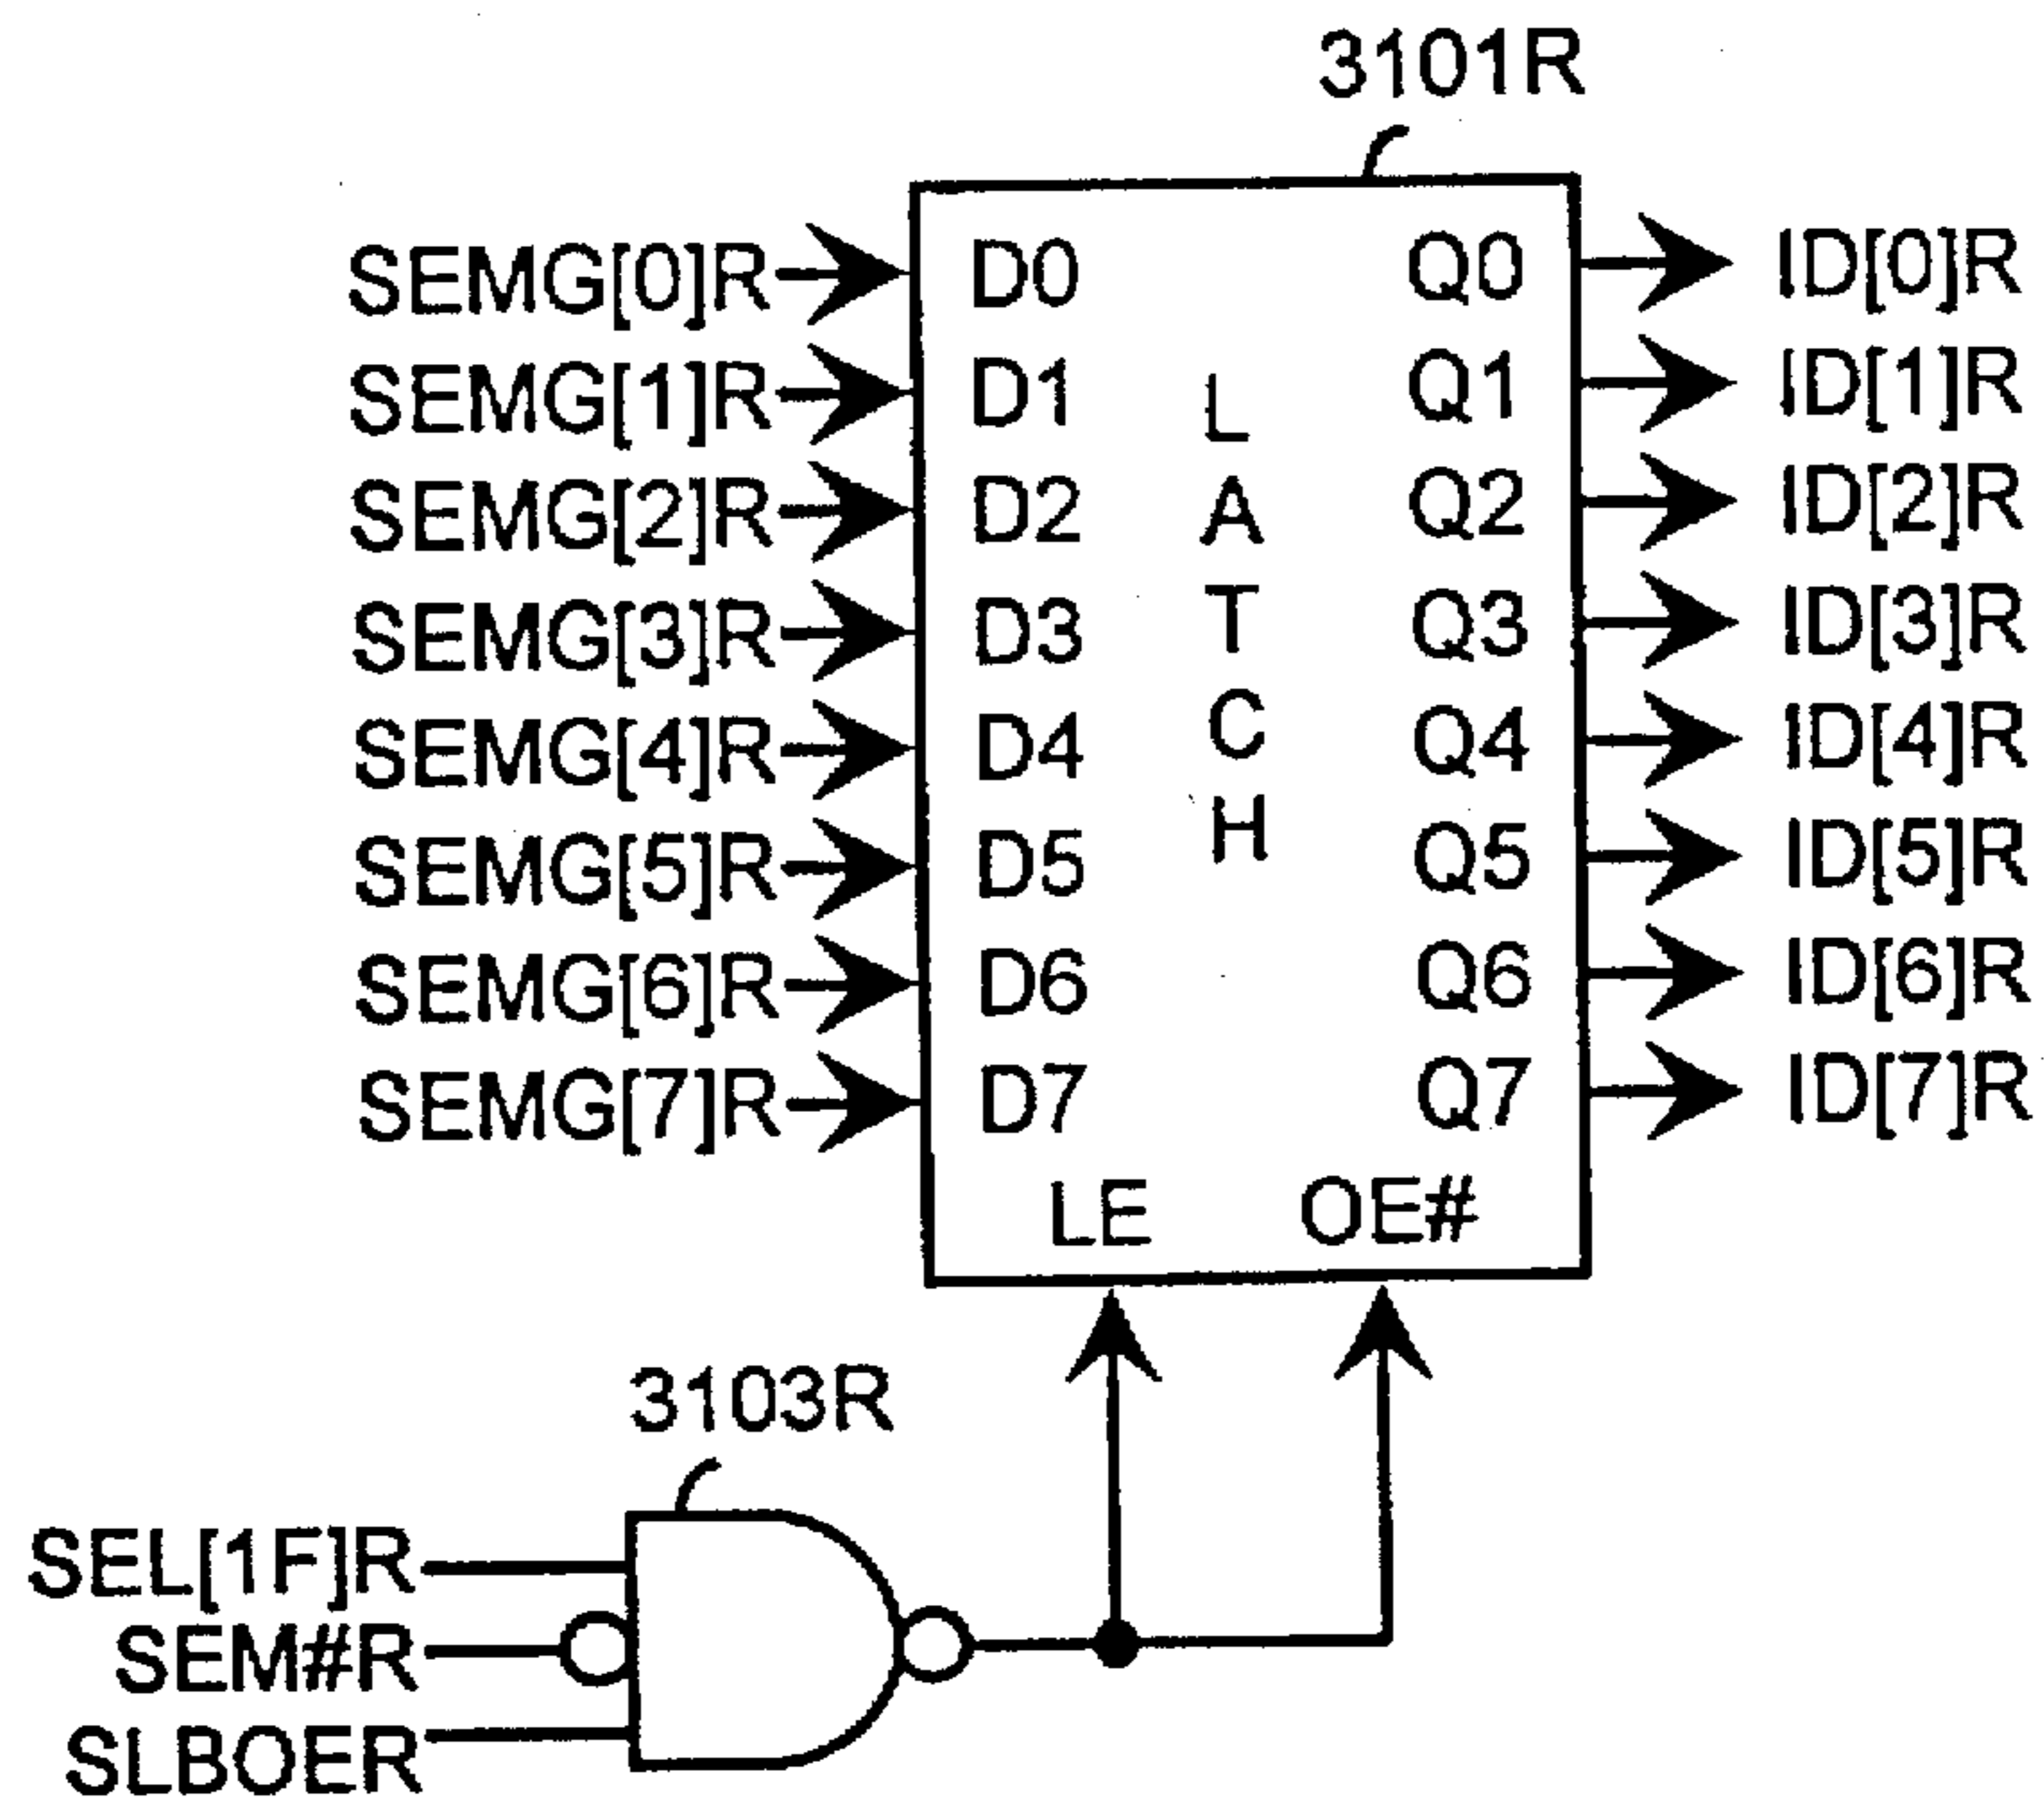 3101R
SEMG[0]R D0 Q0 ID[0]R
SEMG[1]R D1 Q1 ID[1]R
SEMG[2]R D2 Q2 ID[2]R
SEMG[3]R D3 Q3 ID[3]R
SEMG[4]R D4 Q4 ID[4]R
SEMG[5]R D5 Q5 ID[5]R
SEMG[6]R D6 Q6 ID[6]R
SEMG[7]R D7 Q7 ID[7]R
LATCH
LE OE#
3103R
SEL[1F]R
SEM#R
SLBOER